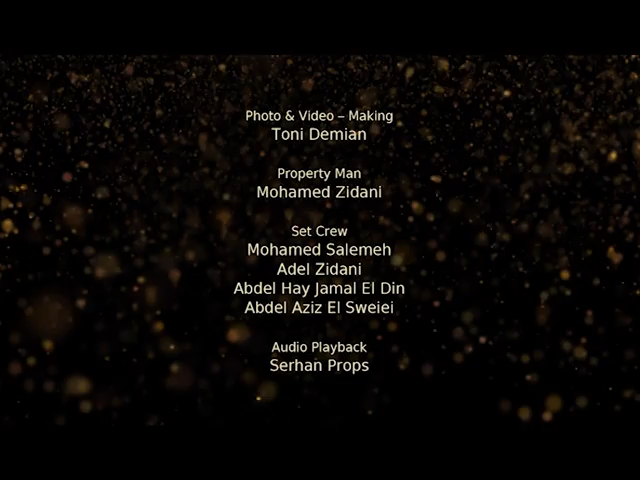 Photo & Video – Making
Toni Demian
Property Man
Mohamed Zidani
Set Crew
Mohamed Salemeh
Adel Zidani
Abdel Hay Jamal El Din
Abdel Aziz El Sweiei
Audio Playback
Serhan Props